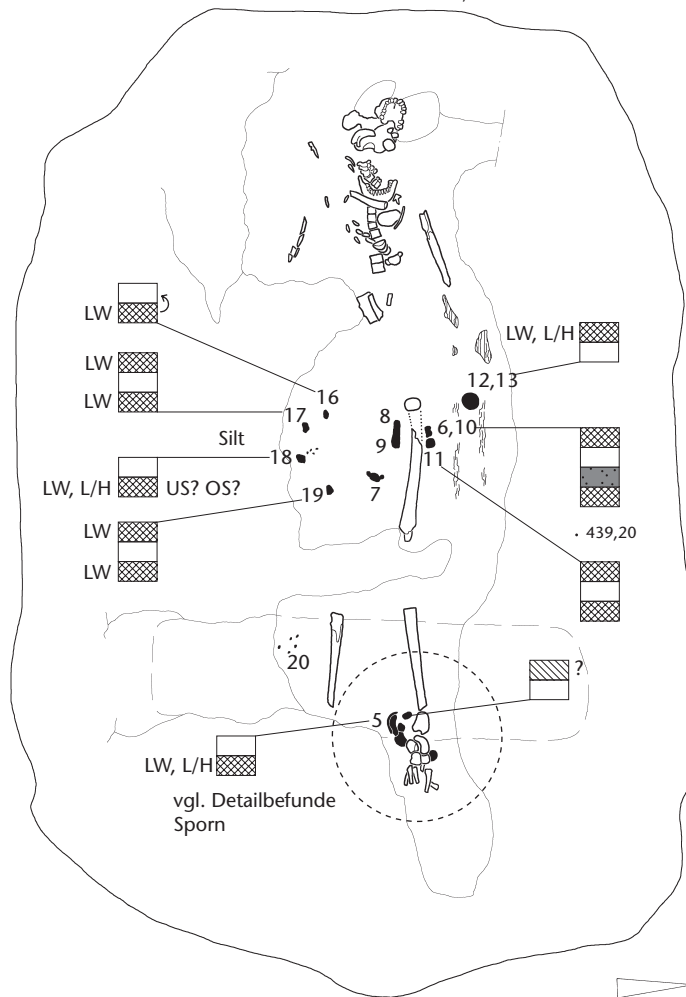 LW
LW, L/H
LW
12,13
16
LW
17
8
6,10
Silt
9
11
18
LW, L/H
US? OS?
7
19
LW
439,20
LW
20
?
5
LW, L/H
vgl. Detailbefunde
Sporn